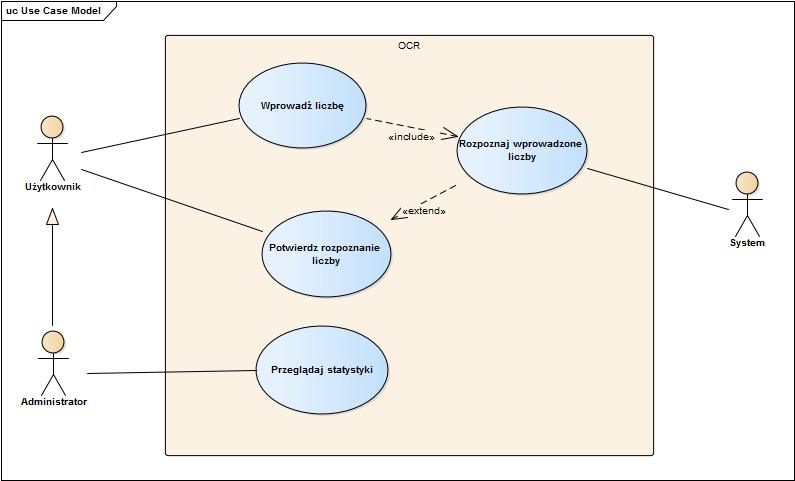 uc Use Case Model
OCR
Wprowadź liczbę
«include»
Rozpoznaj wprowadzone
liczby
Użytkownik
«extend»
System
Potwierdz rozpoznanie
liczby
Przeglądaj statystyki
Administrator